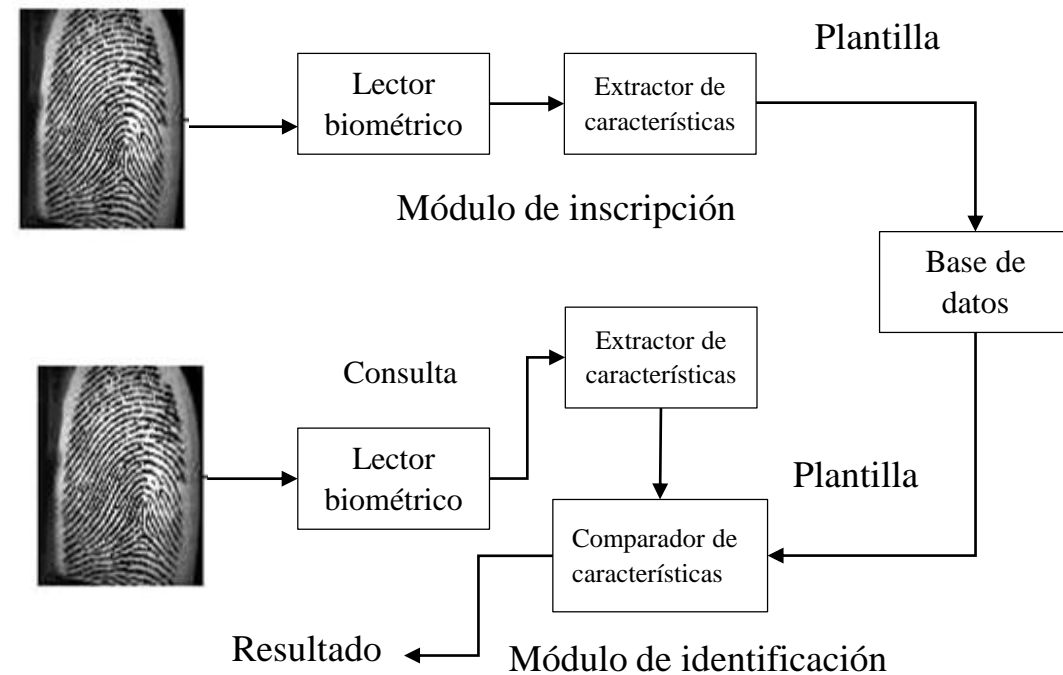 Plantilla
Lector
biométrico
Extractor de
características
Módulo de inscripción
Base de
datos
Consulta
Extractor de
características
Lector
biométrico
Plantilla
Comparador de
características
Resultado
Módulo de identificación